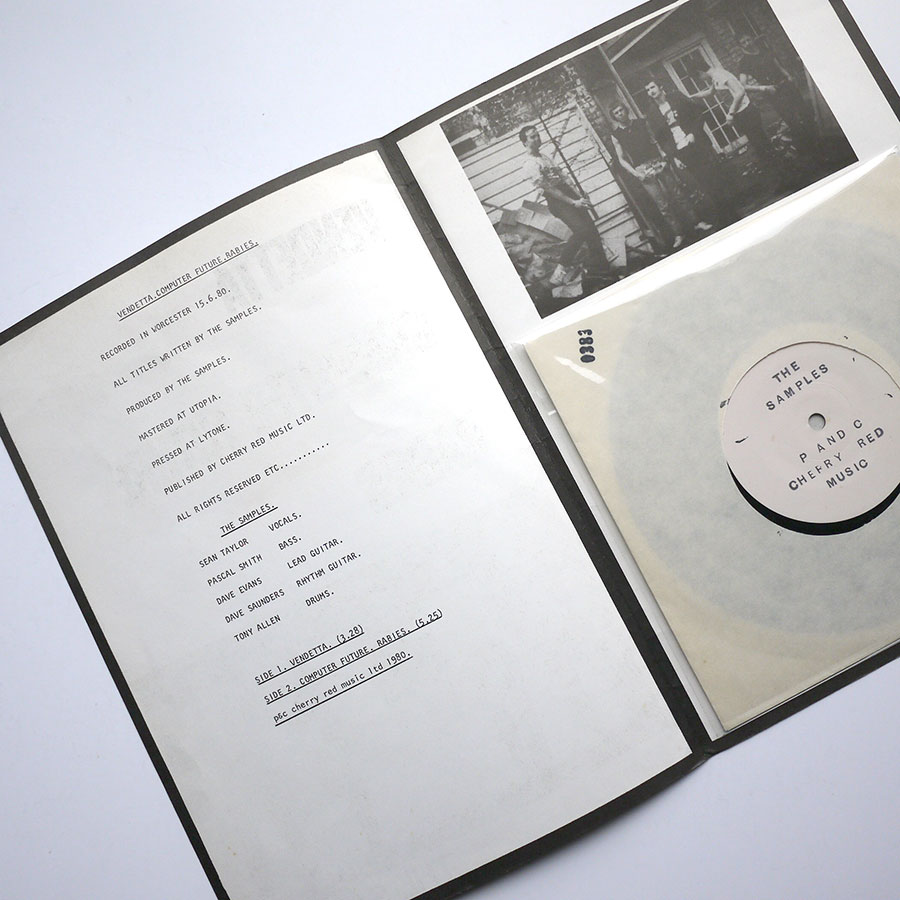 VENDETTA.COMPUTER FUTURE.RABIES.
RECORDED IN WORCESTER 15.6.80.
ALL TITLES WRITTEN BY THE SAMPLES.
PRODUCED BY THE SAMPLES.
MASTERED AT UTOPIA.
PRESSED AT LYTONE.
PUBLISHED BY CHERRY RED MUSIC LTD.
ALL RIGHTS RESERVED ETC..........
THE SAMPLES.
SEAN TAYLOR VOCALS.
PASCAL SMITH BASS.
DAVE EVANS LEAD GUITAR.
DAVE SAUNDERS RHYTHM GUITAR.
TONY ALLEN DRUMS.
SIDE 1. VENDETTA. (3.28)
SIDE 2. COMPUTER FUTURE. RABIES. (5.25)
p&c cherry red music ltd 1980.
0883
THE
SAMPLES
P AND C
CHERRY RED
MUSIC